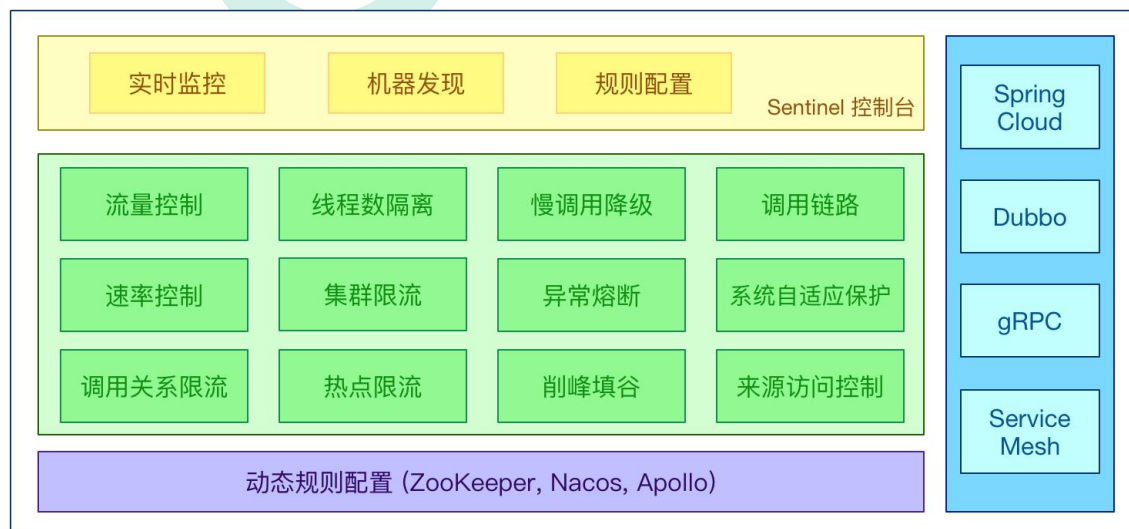 实时监控
机器发现
规则配置
Sentinel 控制台
流量控制
线程数隔离
慢调用降级
调用链路
速率控制
集群限流
异常熔断
系统自适应保护
调用关系限流
热点限流
削峰填谷
来源访问控制
动态规则配置 (ZooKeeper, Nacos, Apollo)
Spring
Cloud
Dubbo
gRPC
Service
Mesh